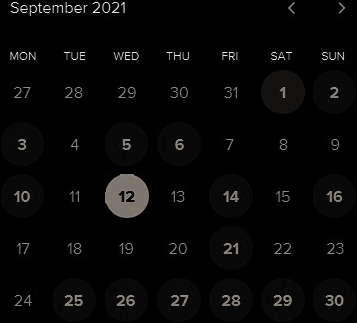 September 2021
MON TUE WED THU FRI SAT SUN
27 28 29 30 31 1 2
3 4 5 6 7 8 9
10 11 12 13 14 15 16
17 18 19 20 21 22 23
24 25 26 27 28 29 30